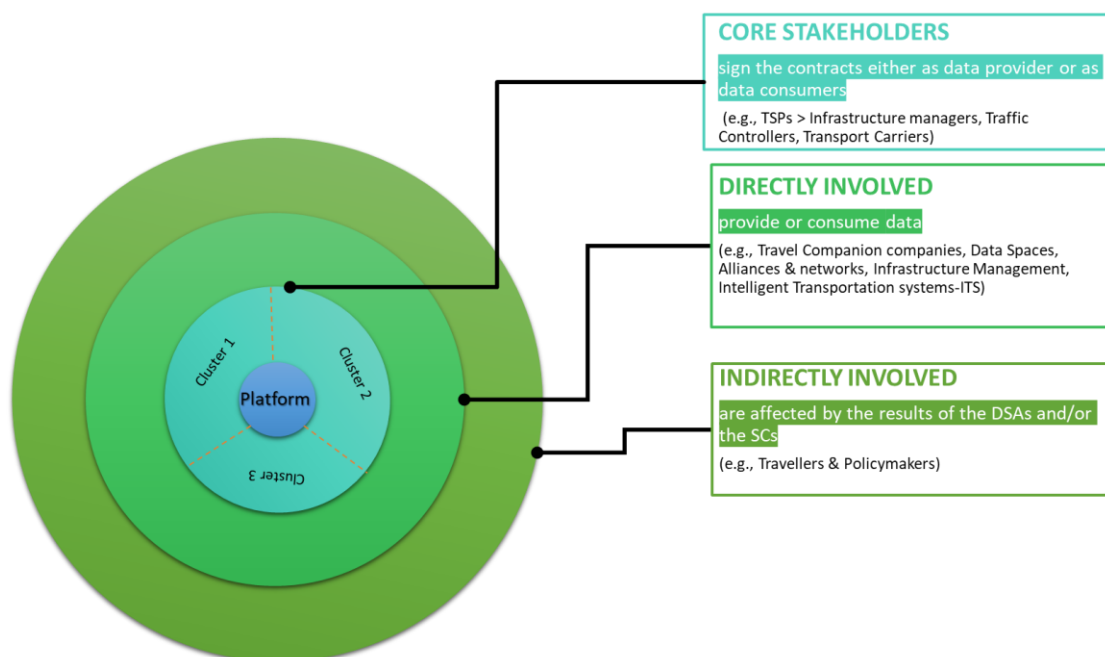 CORE STAKEHOLDERS
sign the contracts either as data provider or as
data consumers
(e.g., TSPs > Infrastructure managers, Traffic
Controllers, Transport Carriers)
DIRECTLY INVOLVED
provide or consume data
(e.g., Travel Companion companies, Data Spaces,
Alliances & networks, Infrastructure Management,
Intelligent Transportation systems-ITS)
INDIRECTLY INVOLVED
are affected by the results of the DSAs and/or
the SCs
(e.g., Travellers & Policymakers)
Cluster 1
Cluster 2
Platform
Cluster 3